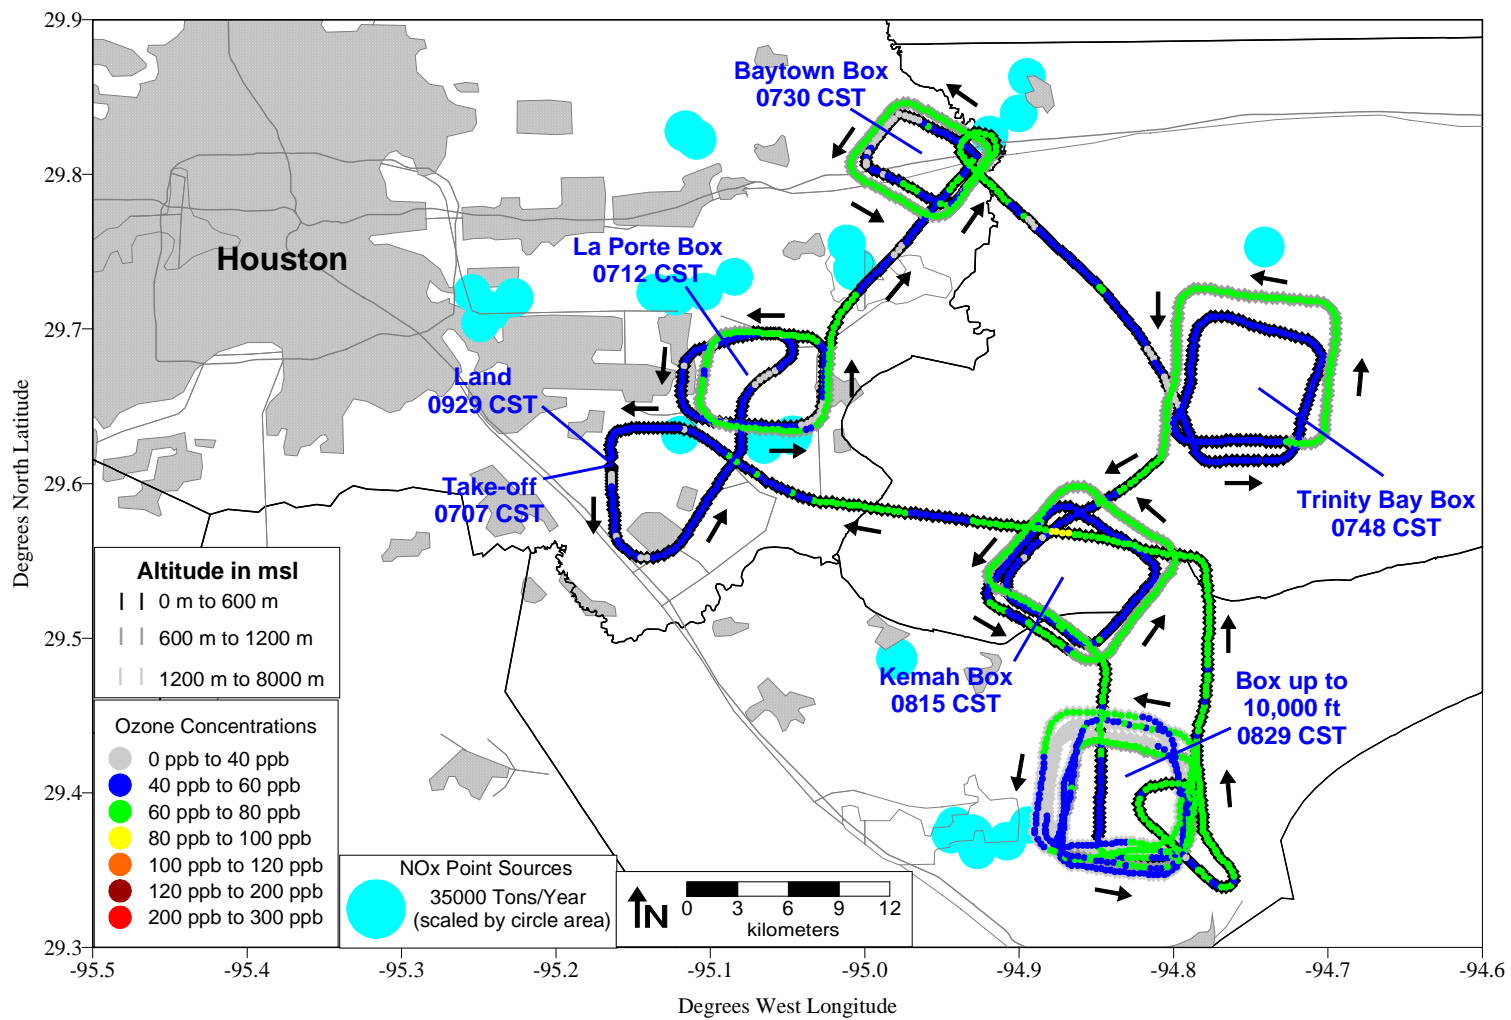 29.9
29.8
29.7
29.6
29.5
29.4
29.3
Degrees North Latitude
Baytown Box
0730 CST
La Porte Box
0712 CST
Houston
Land
0929 CST
Take-off
0707 CST
Trinity Bay Box
0748 CST
Kemah Box
0815 CST
Box up to
10,000 ft
0829 CST
Altitude in msl
0 m to 600 m
600 m to 1200 m
1200 m to 8000 m
Ozone Concentrations
0 ppb to 40 ppb
40 ppb to 60 ppb
60 ppb to 80 ppb
80 ppb to 100 ppb
100 ppb to 120 ppb
120 ppb to 200 ppb
200 ppb to 300 ppb
NOx Point Sources
35000 Tons/Year
(scaled by circle area)
N
0 3 6 9 12
kilometers
-95.5 -95.4 -95.3 -95.2 -95.1 -95.0 -94.9 -94.8 -94.7 -94.6
Degrees West Longitude